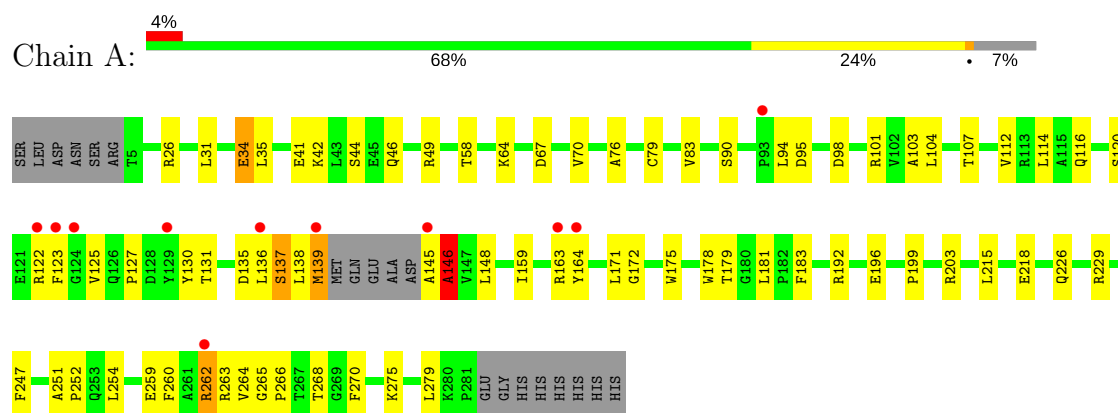 4%
Chain A:
68% 24% • 7%
SER LEU ASP ASN SER ARG T5 R26 L31 E34 L35 E41 K42 L43 S44 E45 Q46 R49 T58 K64 D67 V70 A76 C79 V83 S90 P93 L94 D95 D98 R101 V102 A103 L104 T107 V112 R113 L114 A115 Q116 S120
E121 R122 F123 G124 V125 Q126 P127 D128 Y129 Y130 T131 D135 L136 S137 L138 M139 MET GLN GLU ALA ASP A145 A146 V147 L148 I159 R163 Y164 L171 G172 W175 W178 T179 G180 L181 P182 F183 R192 E196 P199 R203 L215 E218 Q226 R229
F247 A251 P252 Q253 L254 E259 F260 A261 R262 R263 V264 G265 P266 T267 T268 G269 F270 K275 L279 K280 P281 GLU GLY HIS HIS HIS HIS HIS HIS